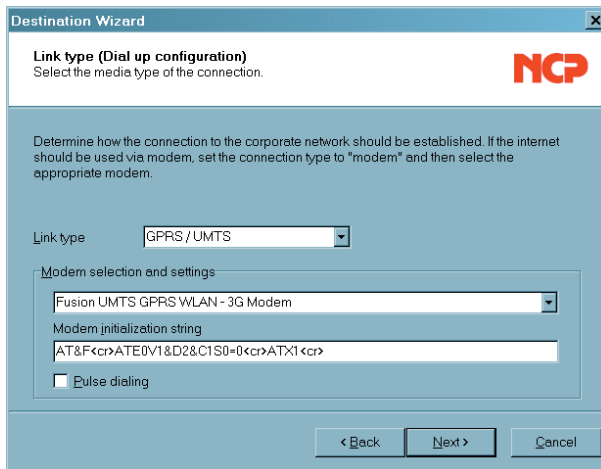 Destination Wizard
Link type (Dial up configuration)
Select the media type of the connection.
NCP
Determine how the connection to the corporate network should be established. If the internet
should be used via modem, set the connection type to "modem" and then select the
appropriate modem.
Link type
GPRS / UMTS
Modem selection and settings
Fusion UMTS GPRS WLAN - 3G Modem
Modem initialization string
AT&F<cr>ATE0V1&D2&C1S0=0<cr>ATX1<cr>
Pulse dialing
< Back Next > Cancel